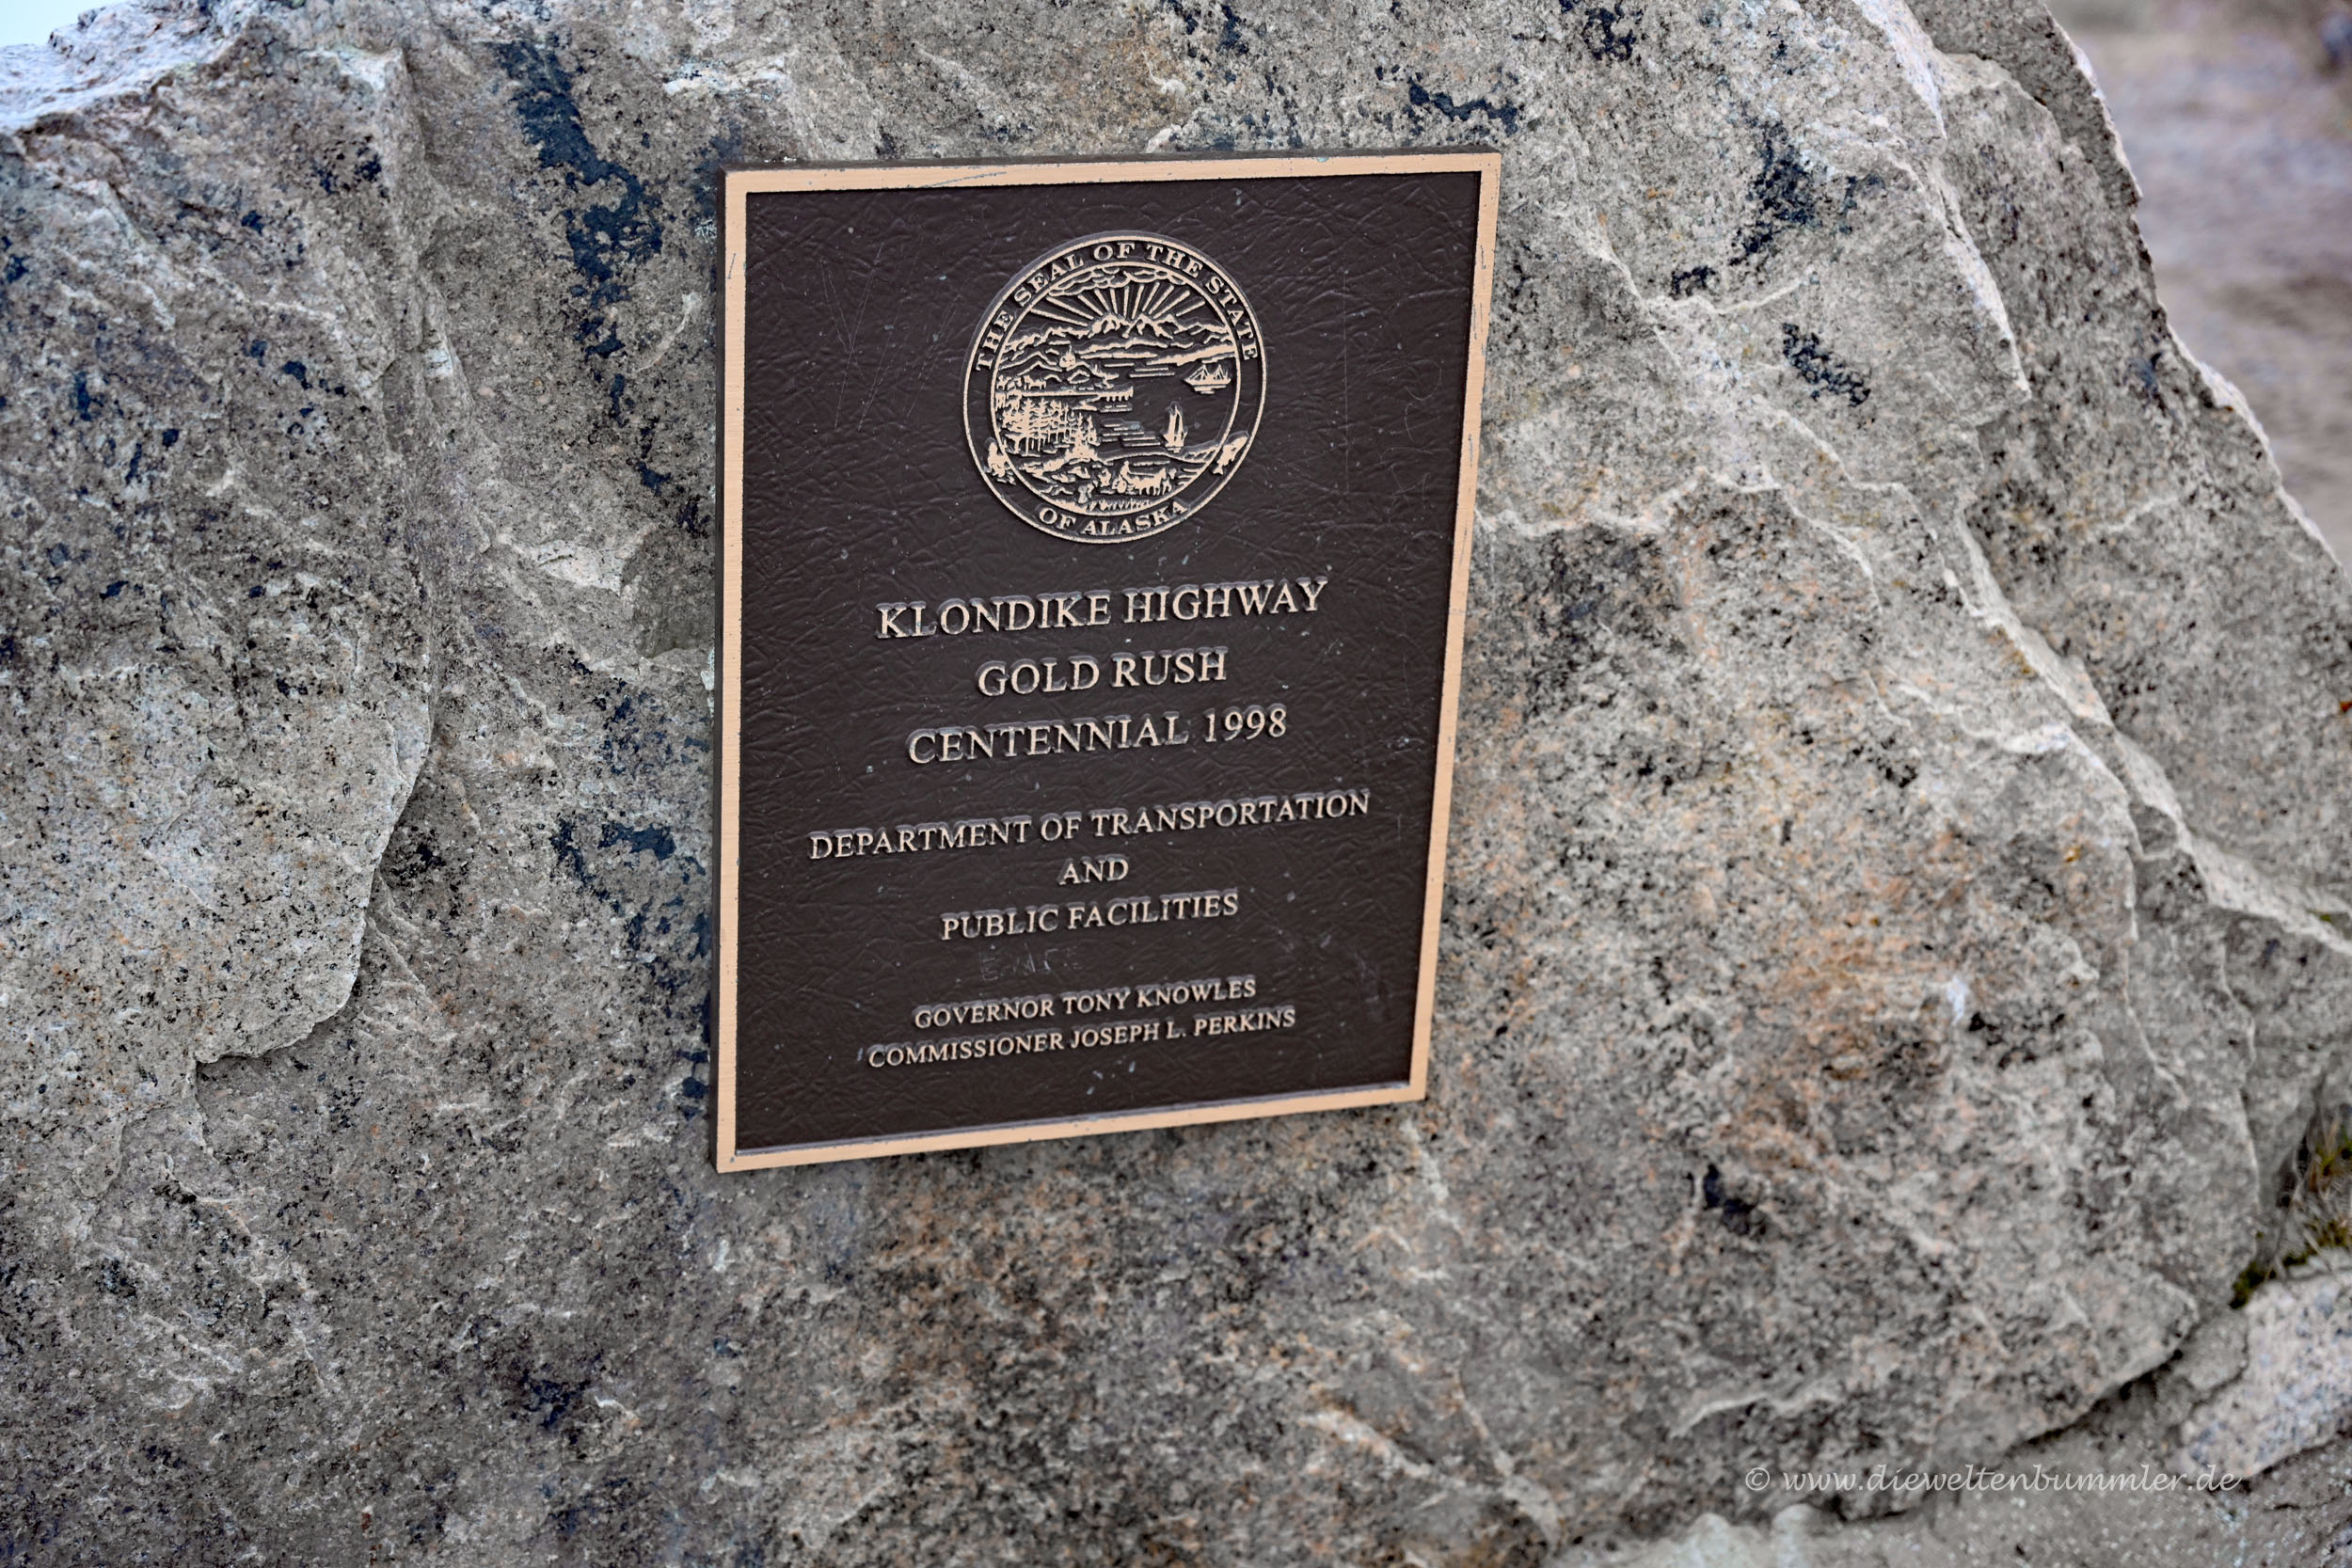 THE SEAL OF THE STATE
OF ALASKA
KLONDIKE HIGHWAY
GOLD RUSH
CENTENNIAL 1998
DEPARTMENT OF TRANSPORTATION
AND
PUBLIC FACILITIES
GOVERNOR TONY KNOWLES
COMMISSIONER JOSEPH L. PERKINS
© www.dieweltenbummler.de